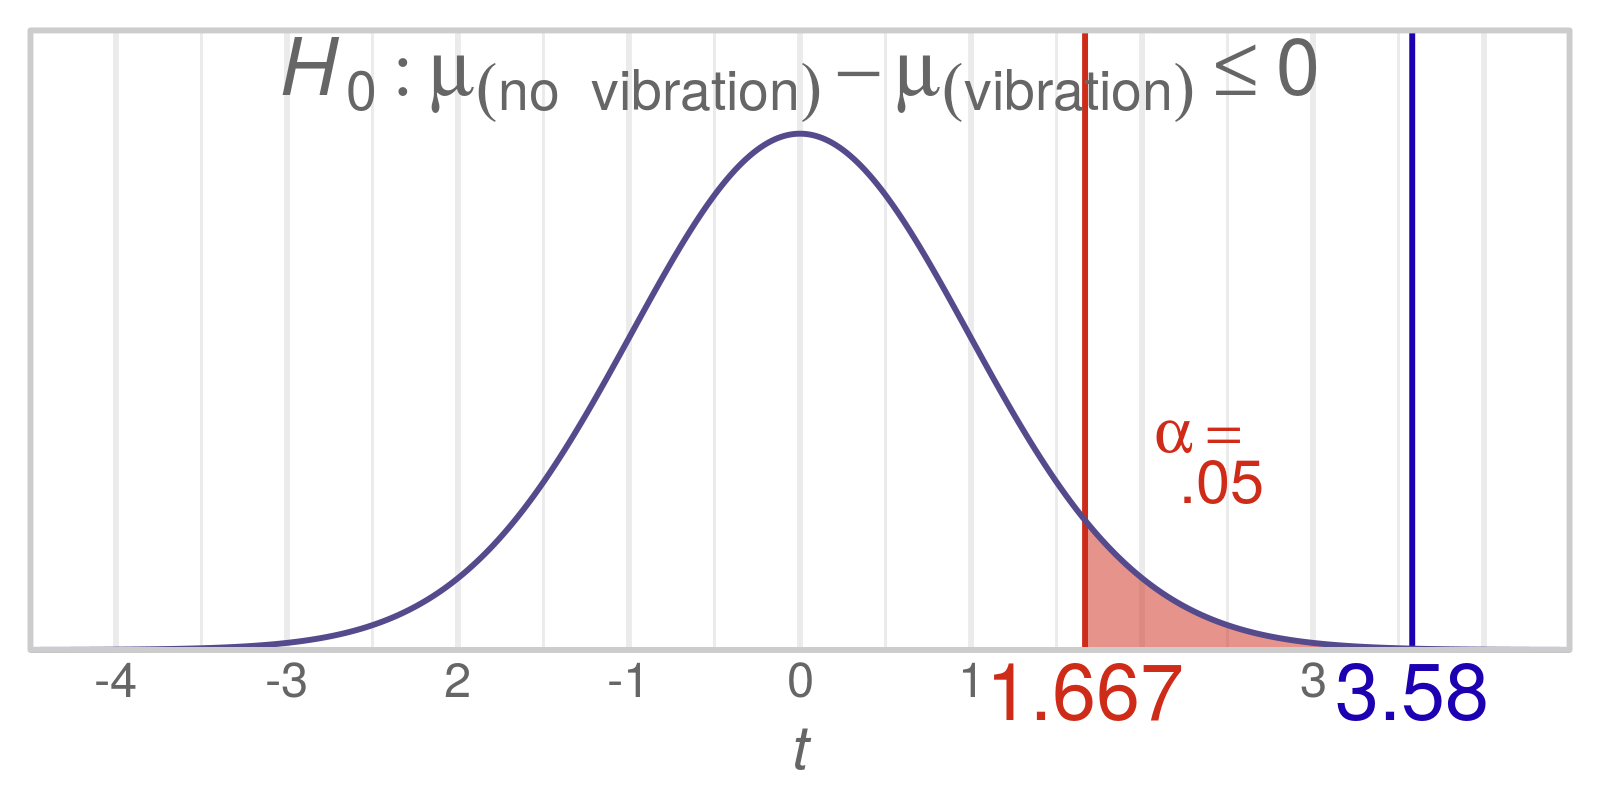 H₀ : μ₍no vibration₎ − μ₍vibration₎ ≤ 0
α =
.05
-4 -3 2 -1 0 1 1.667 3 3.58
t